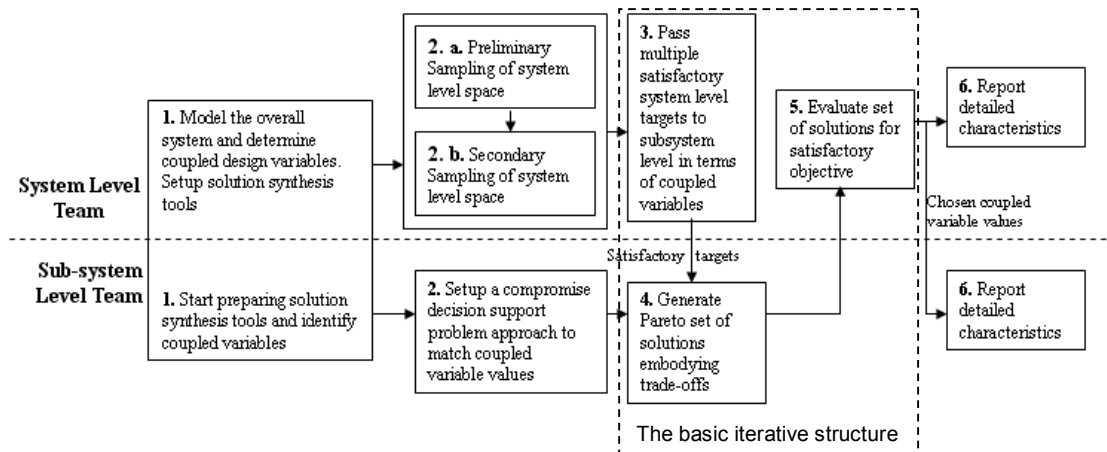 System Level
Team
1. Model the overall
system and determine
coupled design variables.
Setup solution synthesis
tools
2. a. Preliminary
Sampling of system
level space
2. b. Secondary
Sampling of system
level space
3. Pass
multiple
satisfactory
system level
targets to
subsystem
level in terms
of coupled
variables
5. Evaluate set
of solutions for
satisfactory
objective
6. Report
detailed
characteristics
Chosen coupled
variable values
Satisfactory targets
Sub-system
Level Team
1. Start preparing solution
synthesis tools and identify
coupled variables
2. Setup a compromise
decision support
problem approach to
match coupled
variable values
4. Generate
Pareto set of
solutions
embodying
trade-offs
6. Report
detailed
characteristics
The basic iterative structure